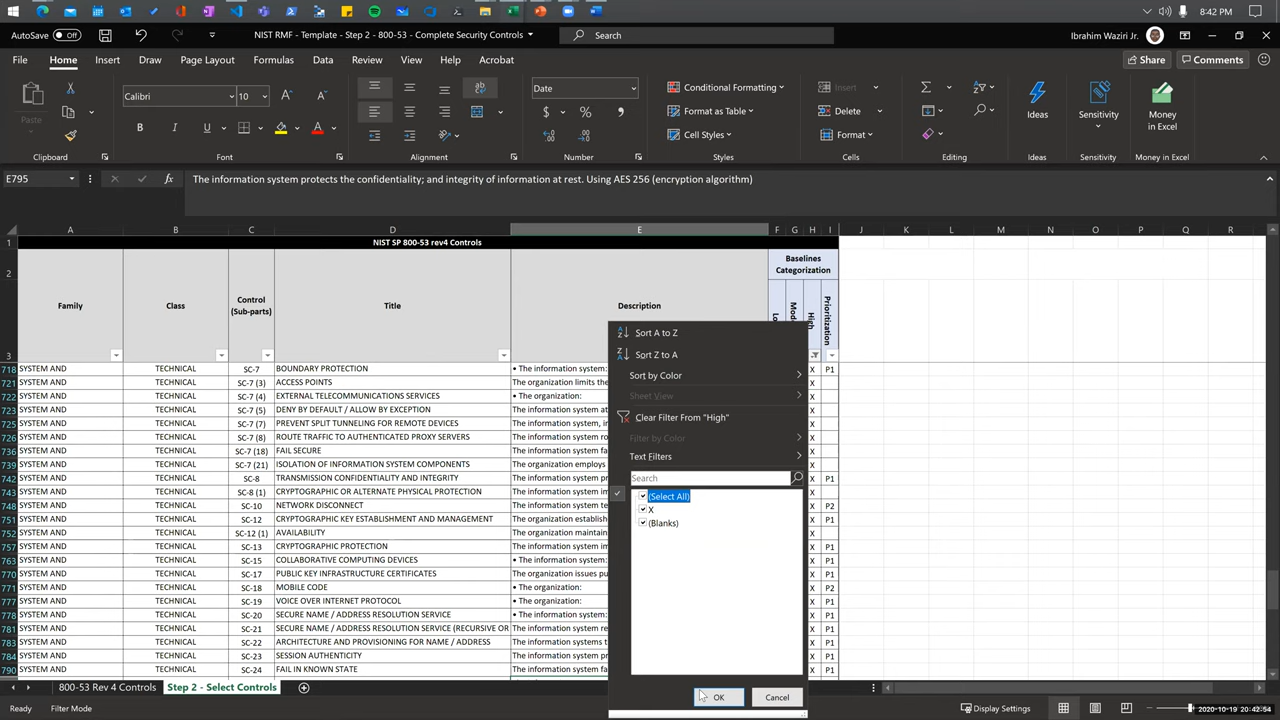 8:42 PM
AutoSave Off
NIST RMF - Template - Step 2 - 800-53 - Complete Security Controls
Search
Ibrahim Waziri Jr.
File Home Insert Draw Page Layout Formulas Data Review View Help Acrobat
Share Comments
Paste
Calibri 10
B I U
Date
Conditional Formatting
Format as Table
Cell Styles
Insert
Delete
Format
Ideas
Sensitivity
Money in Excel
Clipboard Font Alignment Number Styles Cells Editing Ideas Sensitivity Money in Excel
E795
fx
The information system protects the confidentiality; and integrity of information at rest. Using AES 256 (encryption algorithm)
A B C D E F G H I J K L M N O P Q R
1 NIST SP 800-53 rev4 Controls
2 Baselines Categorization
3 Family Class Control (Sub-parts) Title Description High Prioritization
718 SYSTEM AND TECHNICAL SC-7 BOUNDARY PROTECTION • The information system: X P1
721 SYSTEM AND TECHNICAL SC-7 (3) ACCESS POINTS The organization limits the X
722 SYSTEM AND TECHNICAL SC-7 (4) EXTERNAL TELECOMMUNICATIONS SERVICES • The organization: X
723 SYSTEM AND TECHNICAL SC-7 (5) DENY BY DEFAULT / ALLOW BY EXCEPTION The information system at X
725 SYSTEM AND TECHNICAL SC-7 (7) PREVENT SPLIT TUNNELING FOR REMOTE DEVICES The information system, in X
726 SYSTEM AND TECHNICAL SC-7 (8) ROUTE TRAFFIC TO AUTHENTICATED PROXY SERVERS The information system ro X
736 SYSTEM AND TECHNICAL SC-7 (18) FAIL SECURE The information system fa X
739 SYSTEM AND TECHNICAL SC-7 (21) ISOLATION OF INFORMATION SYSTEM COMPONENTS The organization employs X
742 SYSTEM AND TECHNICAL SC-8 TRANSMISSION CONFIDENTIALITY AND INTEGRITY The information system pr X P1
743 SYSTEM AND TECHNICAL SC-8 (1) CRYPTOGRAPHIC OR ALTERNATE PHYSICAL PROTECTION The information system im X
748 SYSTEM AND TECHNICAL SC-10 NETWORK DISCONNECT The information system te X P2
751 SYSTEM AND TECHNICAL SC-12 CRYPTOGRAPHIC KEY ESTABLISHMENT AND MANAGEMENT The organization establish X P1
752 SYSTEM AND TECHNICAL SC-12 (1) AVAILABILITY The organization maintain X
757 SYSTEM AND TECHNICAL SC-13 CRYPTOGRAPHIC PROTECTION The information system im X P1
763 SYSTEM AND TECHNICAL SC-15 COLLABORATIVE COMPUTING DEVICES • The information system: X P1
770 SYSTEM AND TECHNICAL SC-17 PUBLIC KEY INFRASTRUCTURE CERTIFICATES The organization issues pu X P1
771 SYSTEM AND TECHNICAL SC-18 MOBILE CODE • The organization: X P2
777 SYSTEM AND TECHNICAL SC-19 VOICE OVER INTERNET PROTOCOL • The organization: X P1
778 SYSTEM AND TECHNICAL SC-20 SECURE NAME / ADDRESS RESOLUTION SERVICE • The information system: X P1
781 SYSTEM AND TECHNICAL SC-21 SECURE NAME / ADDRESS RESOLUTION SERVICE (RECURSIVE OR The information system re X P1
783 SYSTEM AND TECHNICAL SC-22 ARCHITECTURE AND PROVISIONING FOR NAME / ADDRESS The information systems t X P1
784 SYSTEM AND TECHNICAL SC-23 SESSION AUTHENTICITY The information system pr X P1
790 SYSTEM AND TECHNICAL SC-24 FAIL IN KNOWN STATE The information system fa X P1
Sort A to Z
Sort Z to A
Sort by Color
Sheet View
Clear Filter From "High"
Filter by Color
Text Filters
Search
(Select All)
X
(Blanks)
OK Cancel
800-53 Rev 4 Controls Step 2 - Select Controls
Filter Mode
Display Settings
2020-10-19 20:42:54